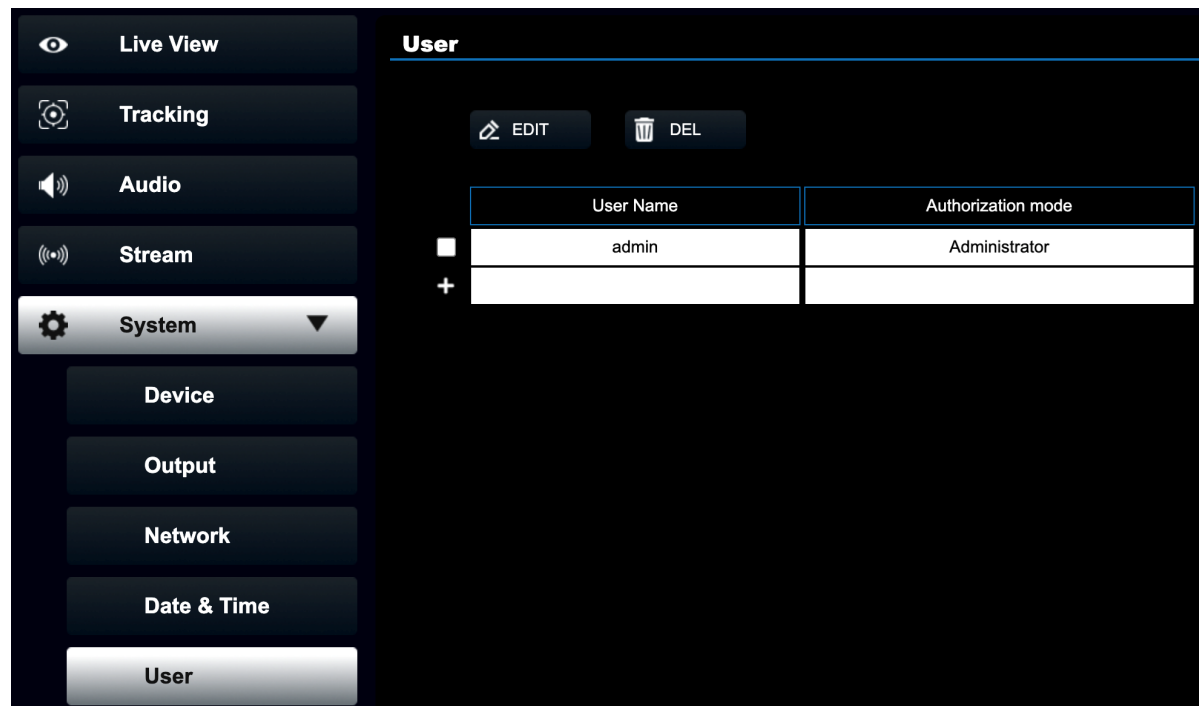 Live View
Tracking
Audio
Stream
System
Device
Output
Network
Date & Time
User
User
EDIT DEL
User Name Authorization mode
admin Administrator